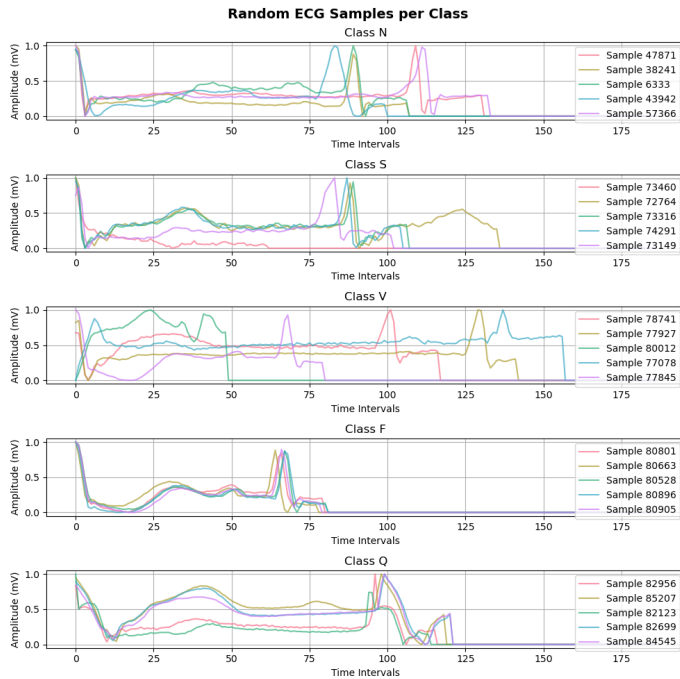 Random ECG Samples per Class
Class N
Amplitude (mV)
1.0
0.5
0.0
0 25 50 75 100 125 150 175
Time Intervals
Sample 47871
Sample 38241
Sample 6333
Sample 43942
Sample 57366
Class S
Amplitude (mV)
1.0
0.5
0.0
0 25 50 75 100 125 150 175
Time Intervals
Sample 73460
Sample 72764
Sample 73316
Sample 74291
Sample 73149
Class V
Amplitude (mV)
1.0
0.5
0.0
0 25 50 75 100 125 150 175
Time Intervals
Sample 78741
Sample 77927
Sample 80012
Sample 77078
Sample 77845
Class F
Amplitude (mV)
1.0
0.5
0.0
0 25 50 75 100 125 150 175
Time Intervals
Sample 80801
Sample 80663
Sample 80528
Sample 80896
Sample 80905
Class Q
Amplitude (mV)
1.0
0.5
0.0
0 25 50 75 100 125 150 175
Time Intervals
Sample 82956
Sample 85207
Sample 82123
Sample 82699
Sample 84545